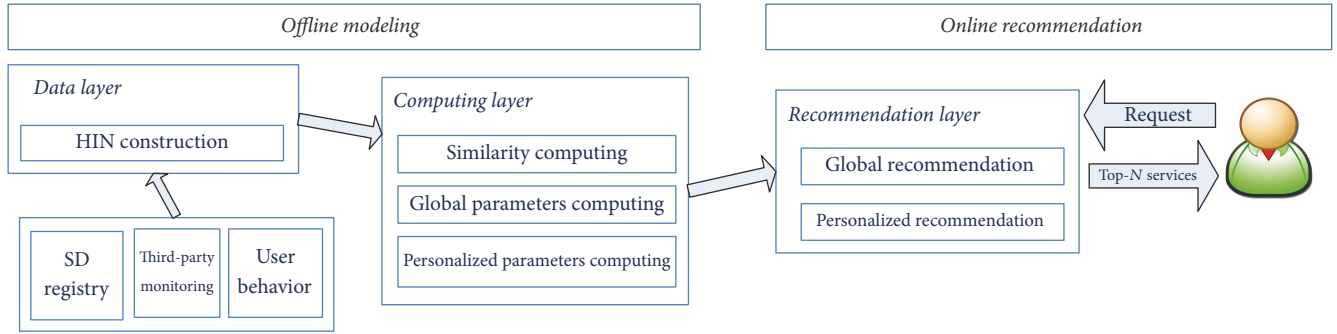 Offline modeling
Online recommendation
Data layer
HIN construction
SD
registry
Third-party
monitoring
User
behavior
Computing layer
Similarity computing
Global parameters computing
Personalized parameters computing
Recommendation layer
Global recommendation
Personalized recommendation
Request
Top-N services